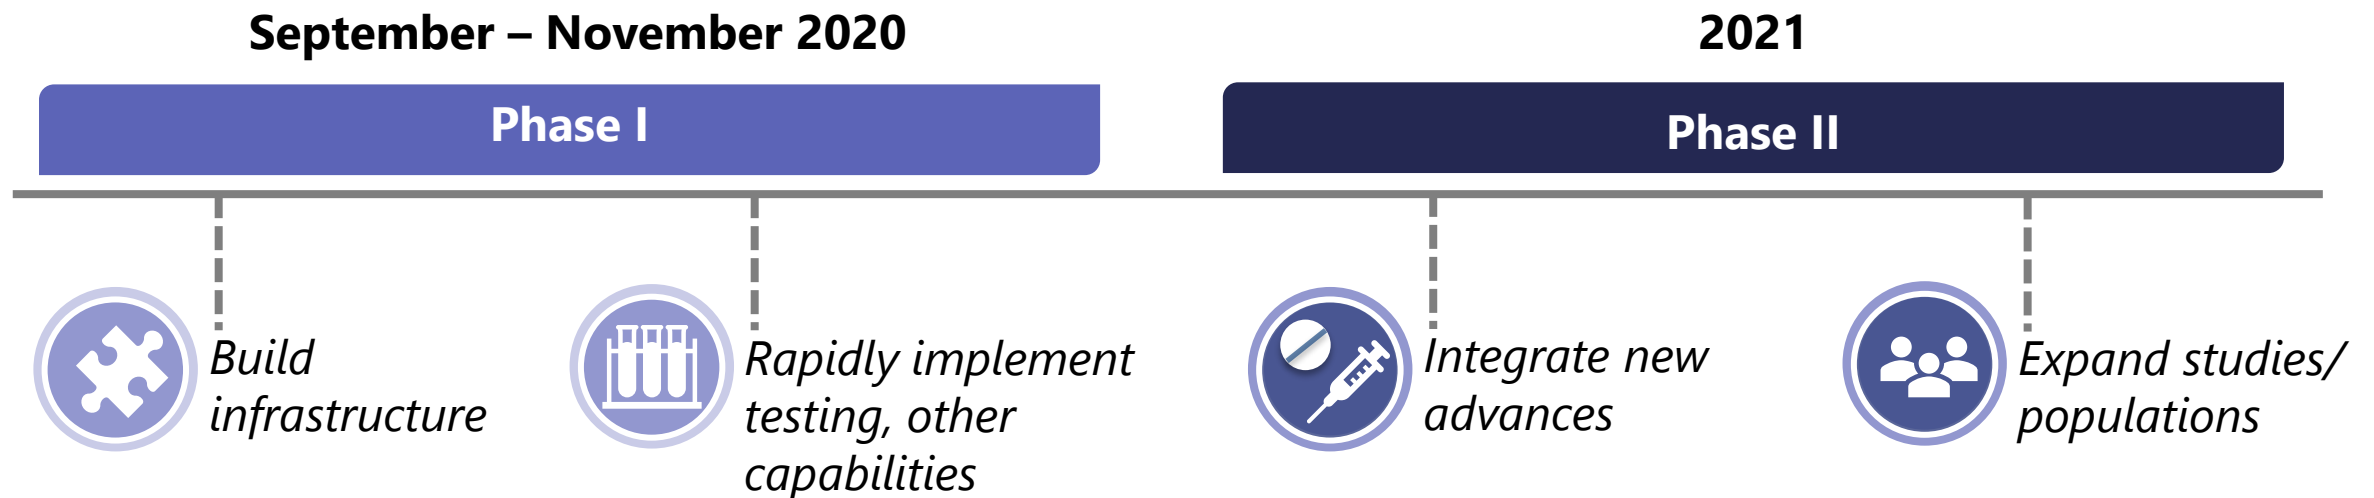 September – November 2020
2021
Phase I
Phase II
Build
infrastructure
Rapidly implement
testing, other
capabilities
Integrate new
advances
Expand studies/
populations